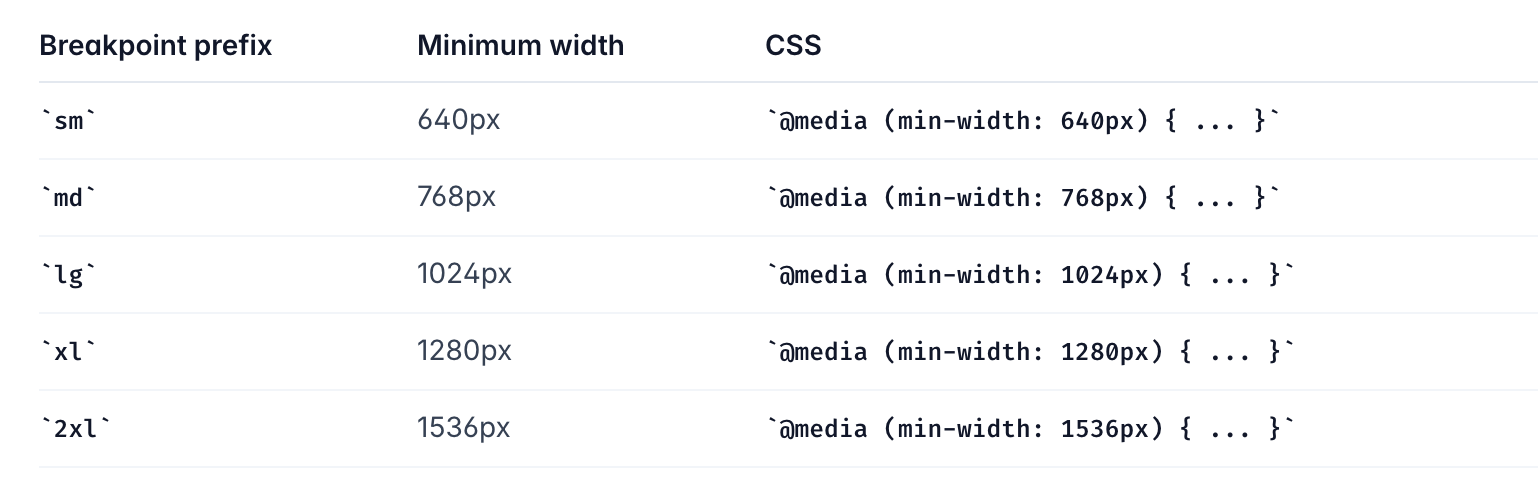 Breakpoint prefix Minimum width CSS
`sm` 640px `@media (min-width: 640px) { ... }`
`md` 768px `@media (min-width: 768px) { ... }`
`lg` 1024px `@media (min-width: 1024px) { ... }`
`xl` 1280px `@media (min-width: 1280px) { ... }`
`2xl` 1536px `@media (min-width: 1536px) { ... }`